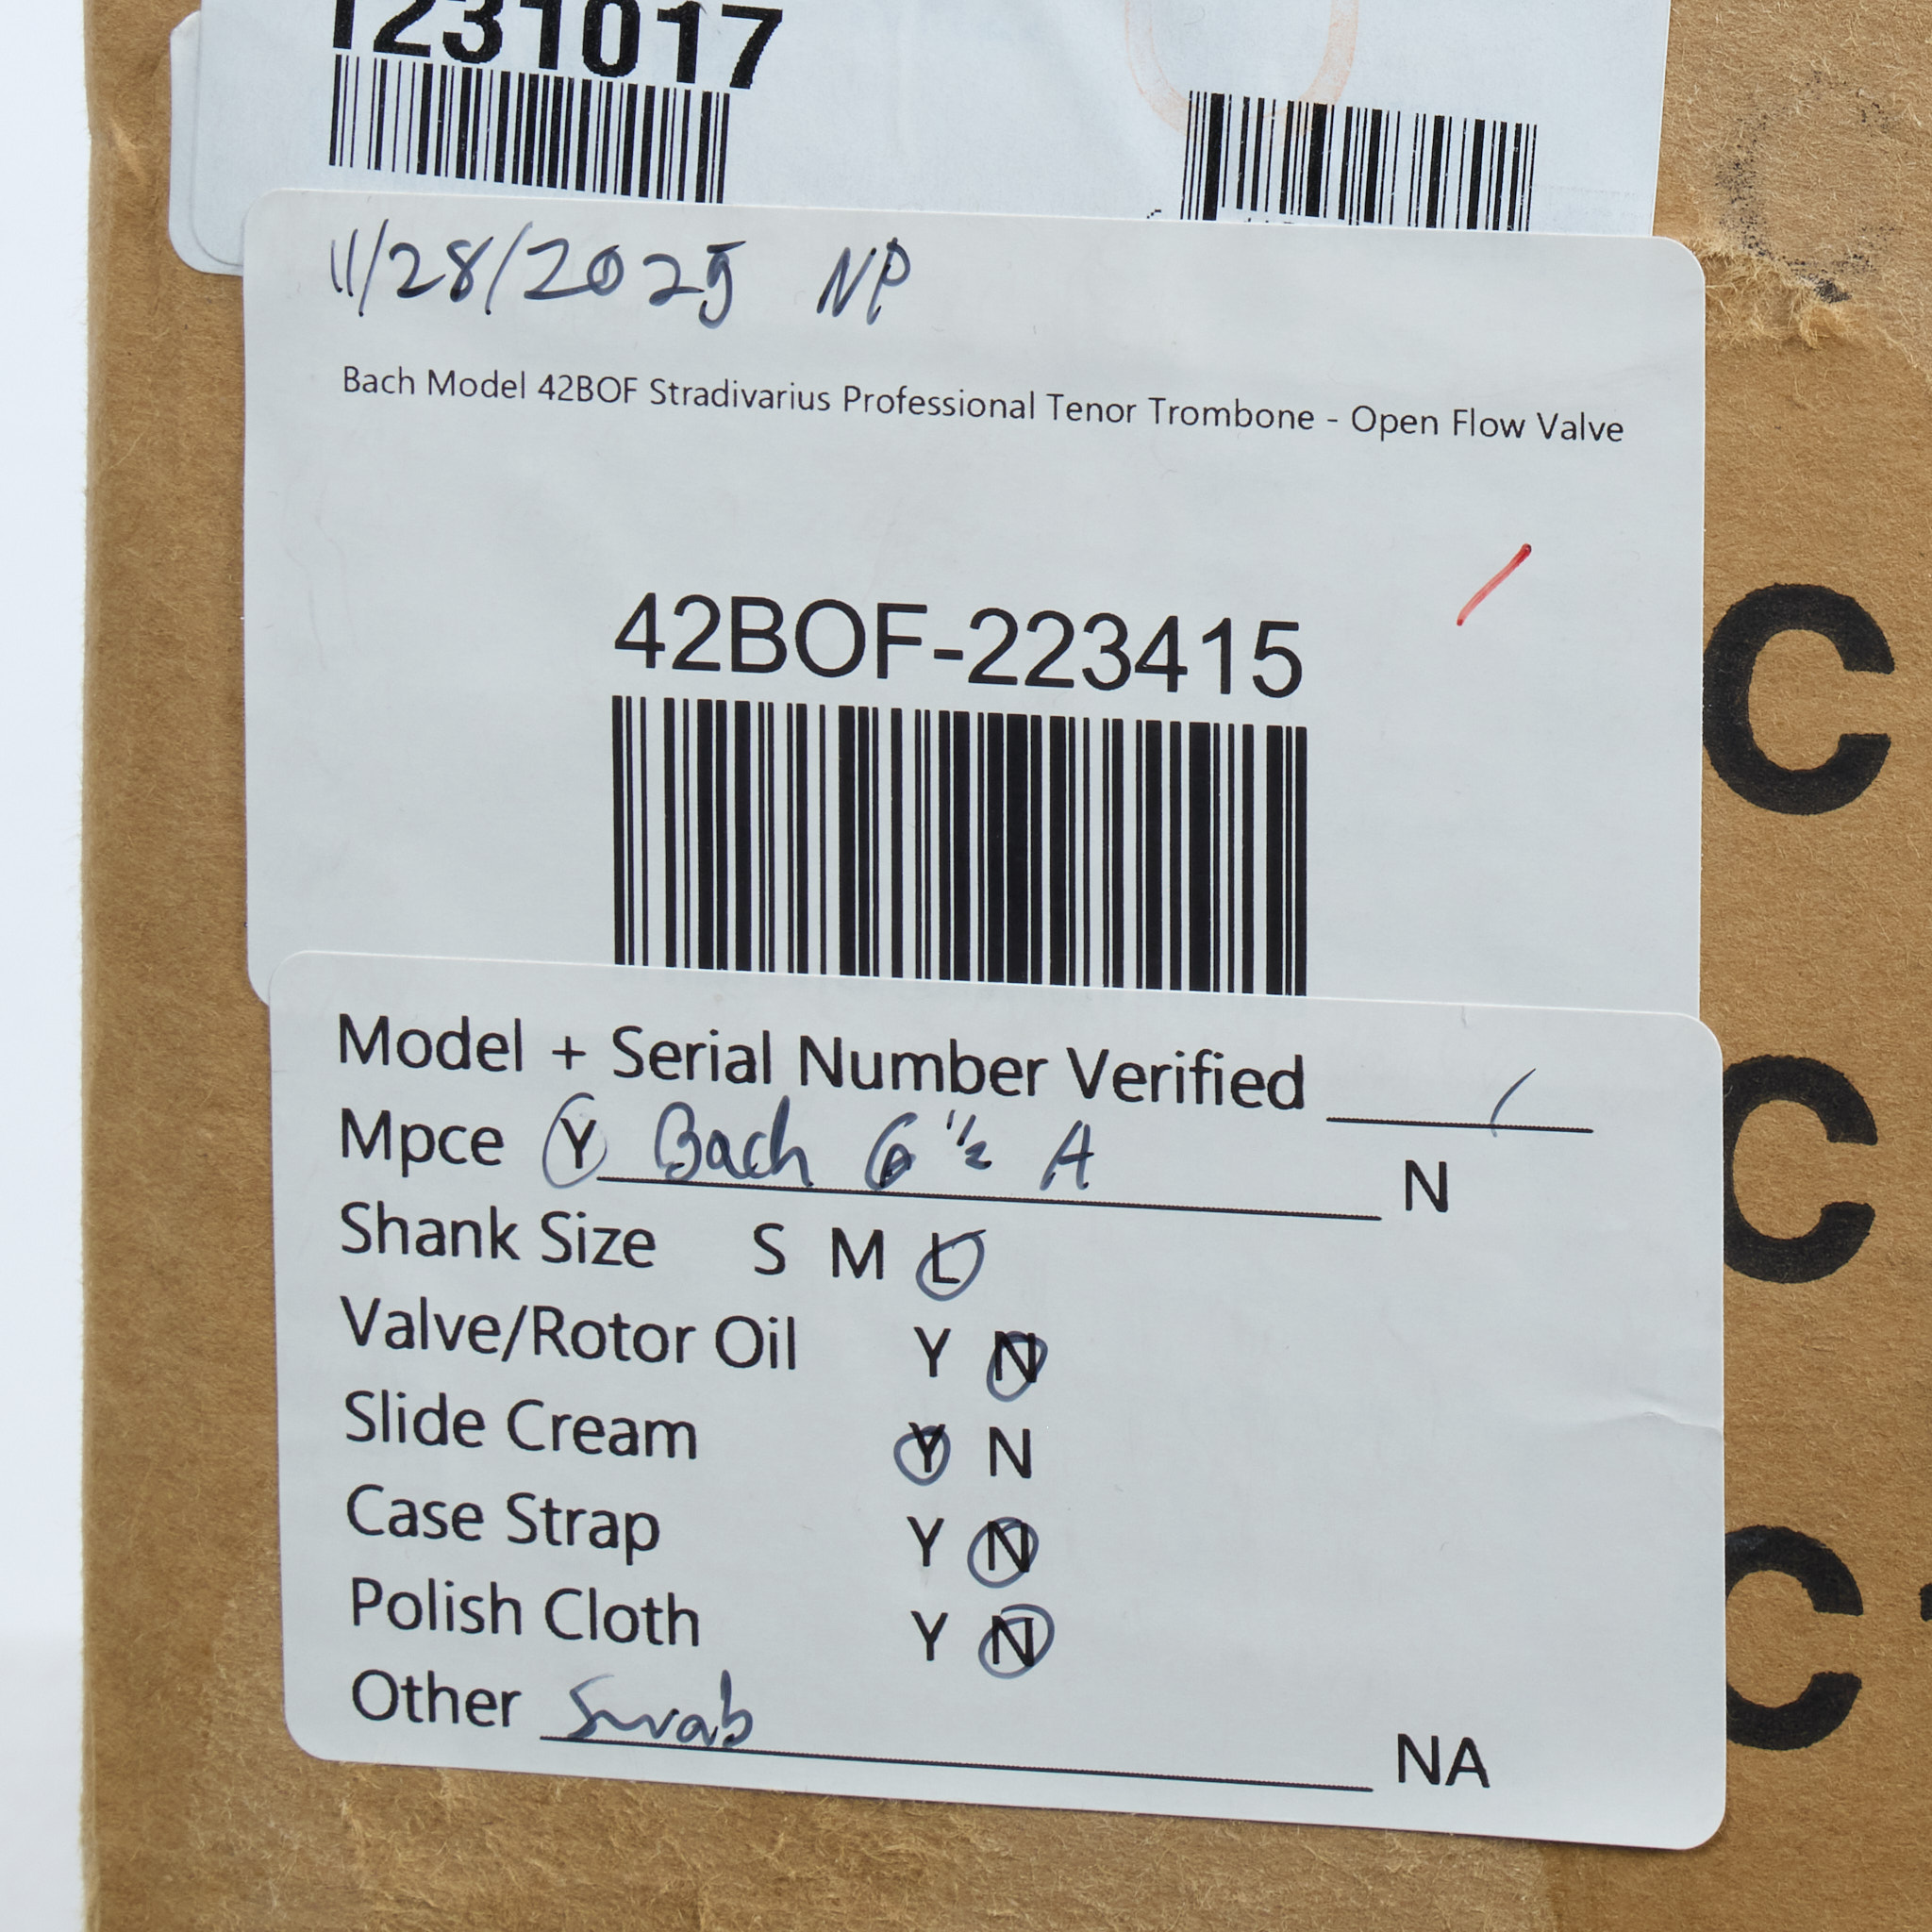 1231017
11/28/2025 NP
Bach Model 42BOF Stradivarius Professional Tenor Trombone - Open Flow Valve
42BOF-223415
Model + Serial Number Verified
Mpce Y Bach 6 1/2 A N
Shank Size S M L
Valve/Rotor Oil Y N
Slide Cream Y N
Case Strap Y N
Polish Cloth Y N
Other Swab NA
C
C
C